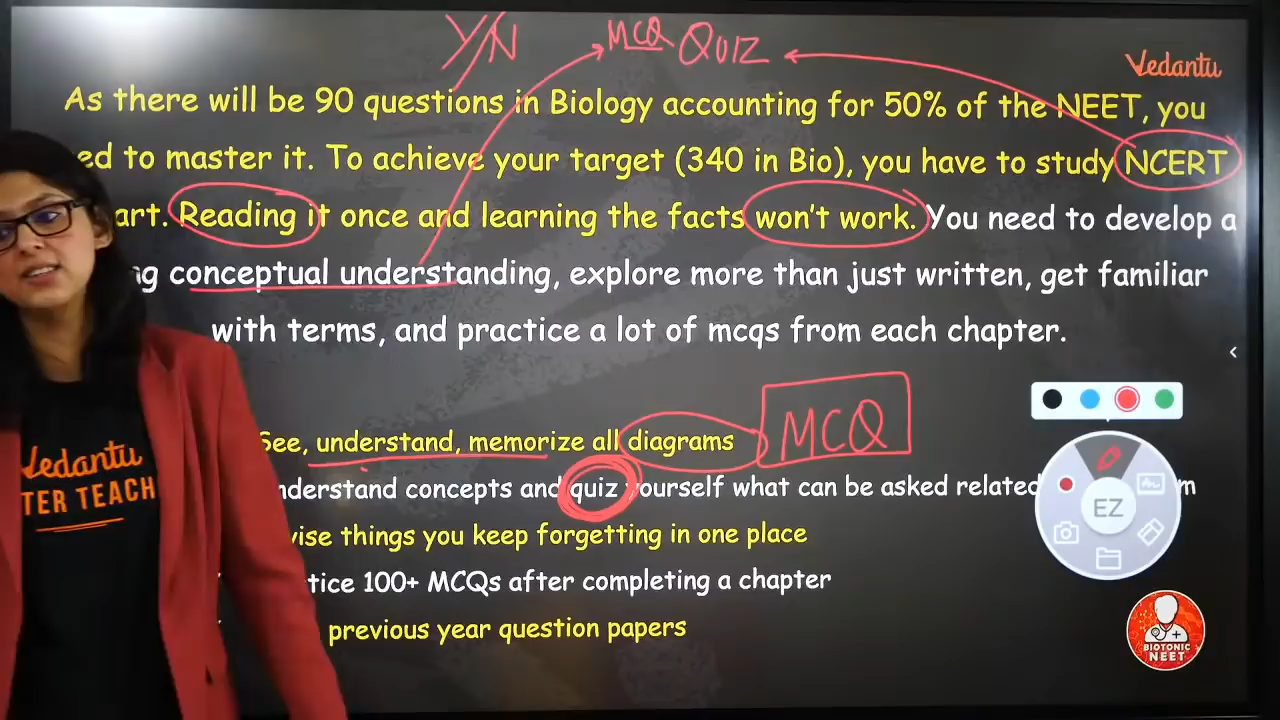 Y/N MCQ QUIZ
Vedantu
As there will be 90 questions in Biology accounting for 50% of the NEET, you
ed to master it. To achieve your target (340 in Bio), you have to study NCERT
art. Reading it once and learning the facts won't work. You need to develop a
ng conceptual understanding, explore more than just written, get familiar
with terms, and practice a lot of mcqs from each chapter.
MCQ
See, understand, memorize all diagrams
nderstand concepts and quiz yourself what can be asked related m
vise things you keep forgetting in one place
tice 100+ MCQs after completing a chapter
previous year question papers
Vedantu
TER TEACH
EZ
BIOTONIC
NEET